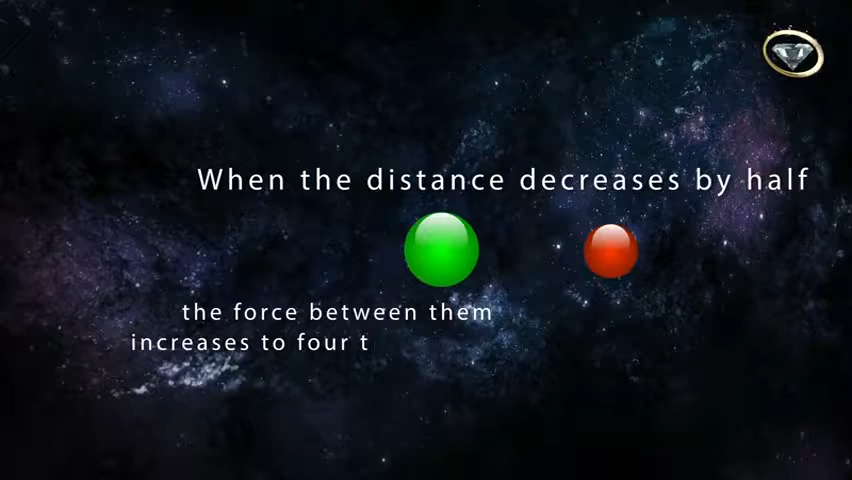 When the distance decreases by half
the force between them
increases to four t